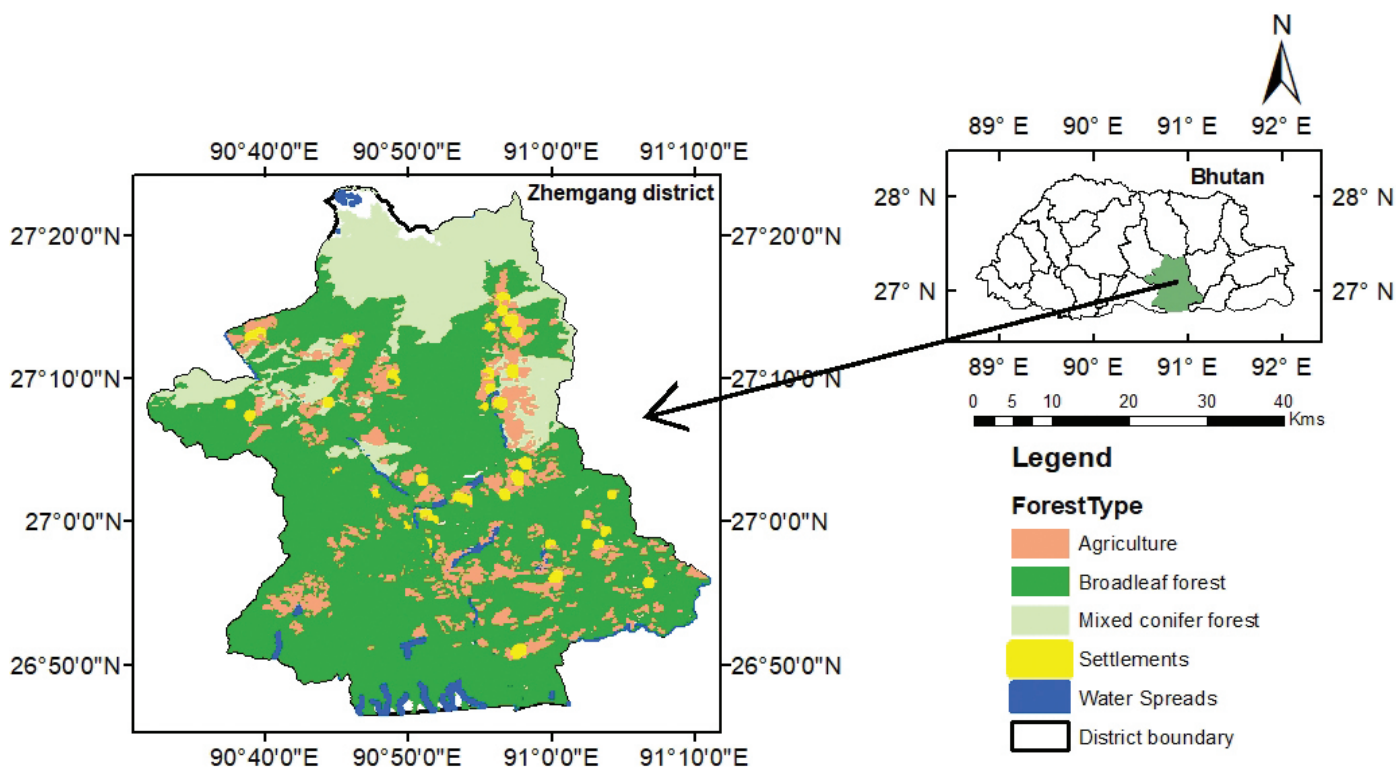 N
89° E 90° E 91° E 92° E
90°40'0"E 90°50'0"E 91°0'0"E 91°10'0"E
Zhemgang district
Bhutan
28° N 28° N
27°20'0"N 27°20'0"N
27° N 27° N
89° E 90° E 91° E 92° E
27°10'0"N 27°10'0"N
0 5 10 20 30 40 Kms
Legend
ForestType
27°0'0"N 27°0'0"N
Agriculture
Broadleaf forest
Mixed conifer forest
Settlements
26°50'0"N 26°50'0"N
Water Spreads
District boundary
90°40'0"E 90°50'0"E 91°0'0"E 91°10'0"E